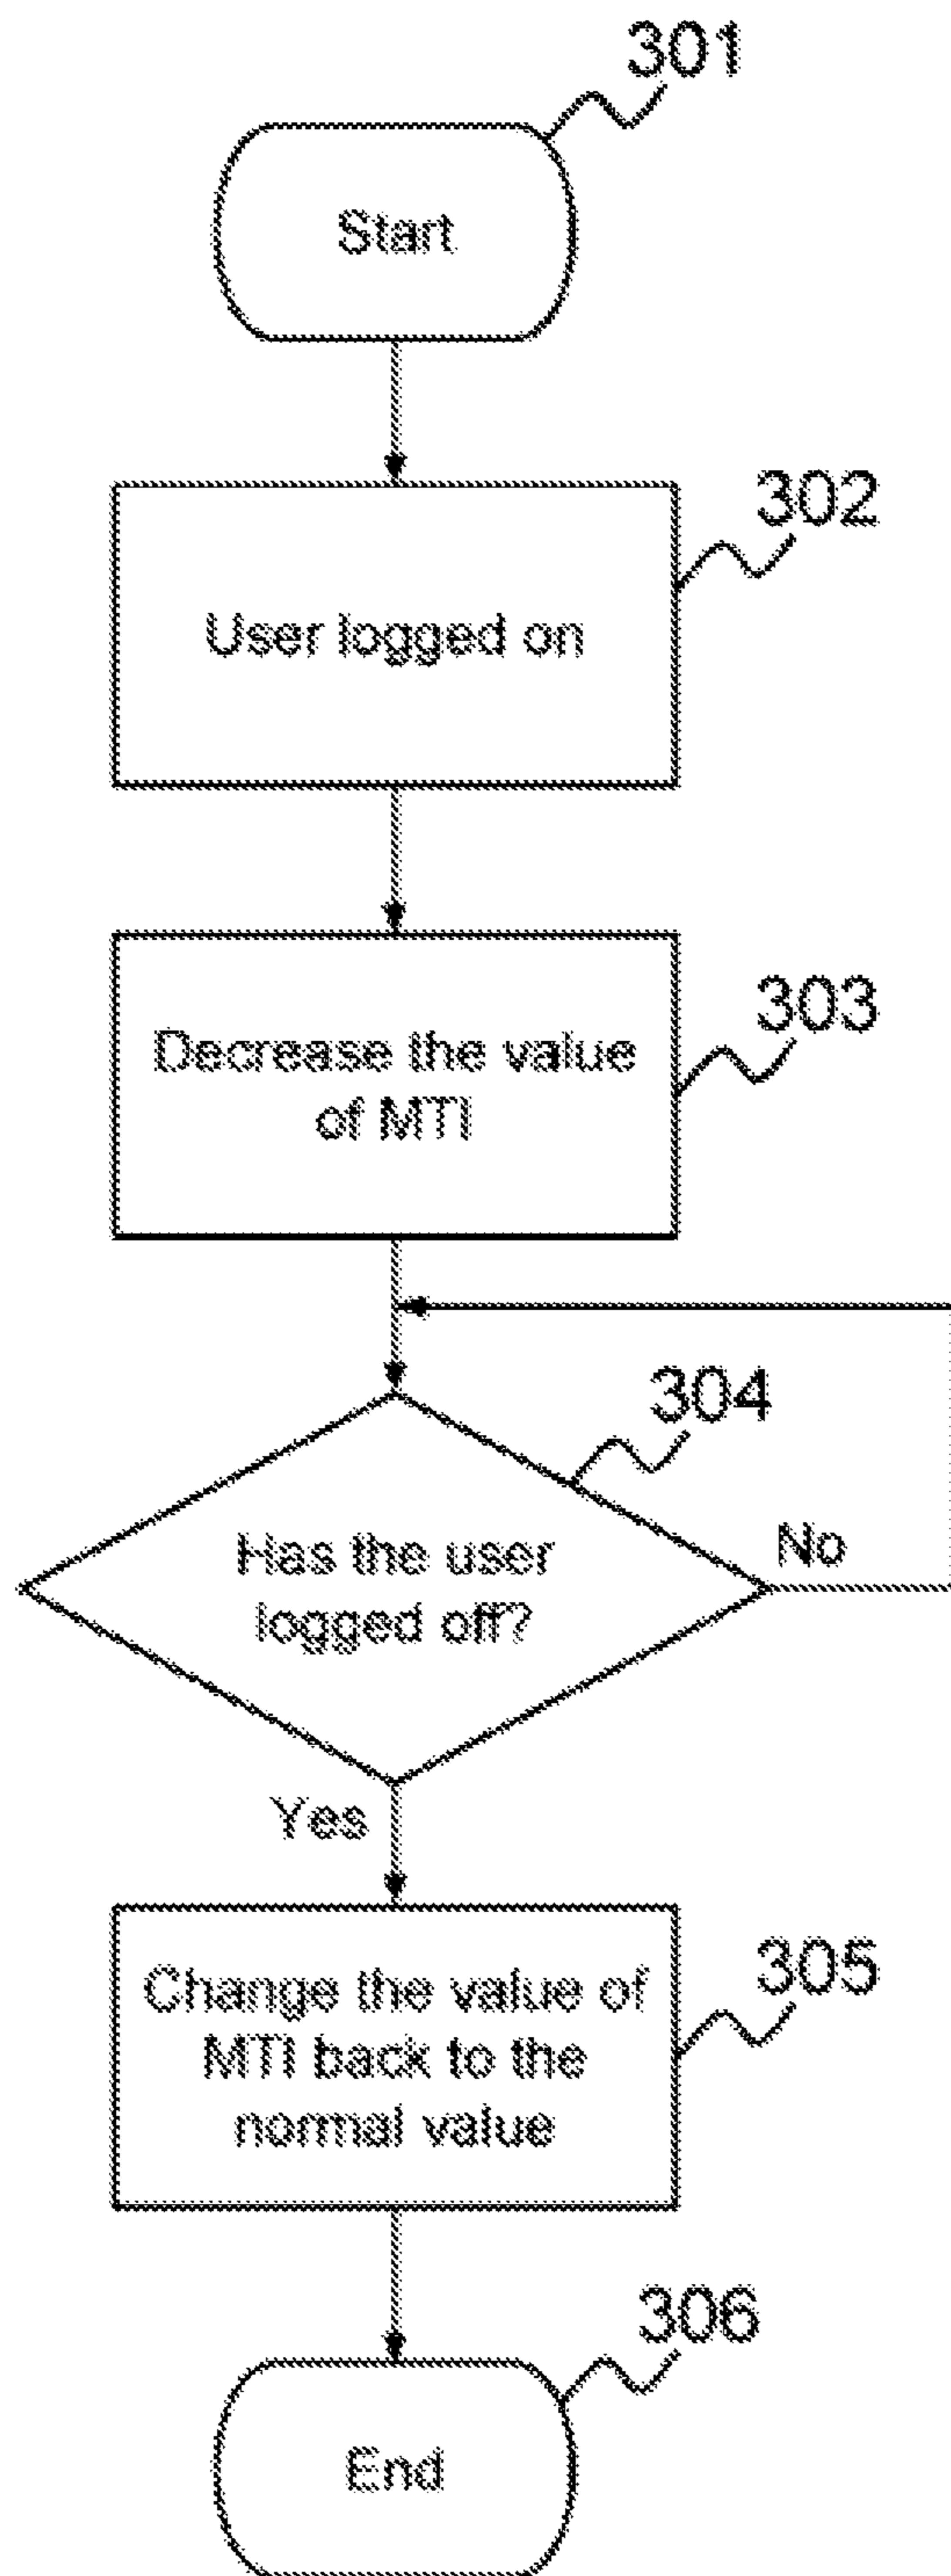 301
Start
302
User logged on
303
Decrease the value
of MTI
304
Has the user
logged off?
No
Yes
305
Change the value of
MTI back to the
normal value
306
End